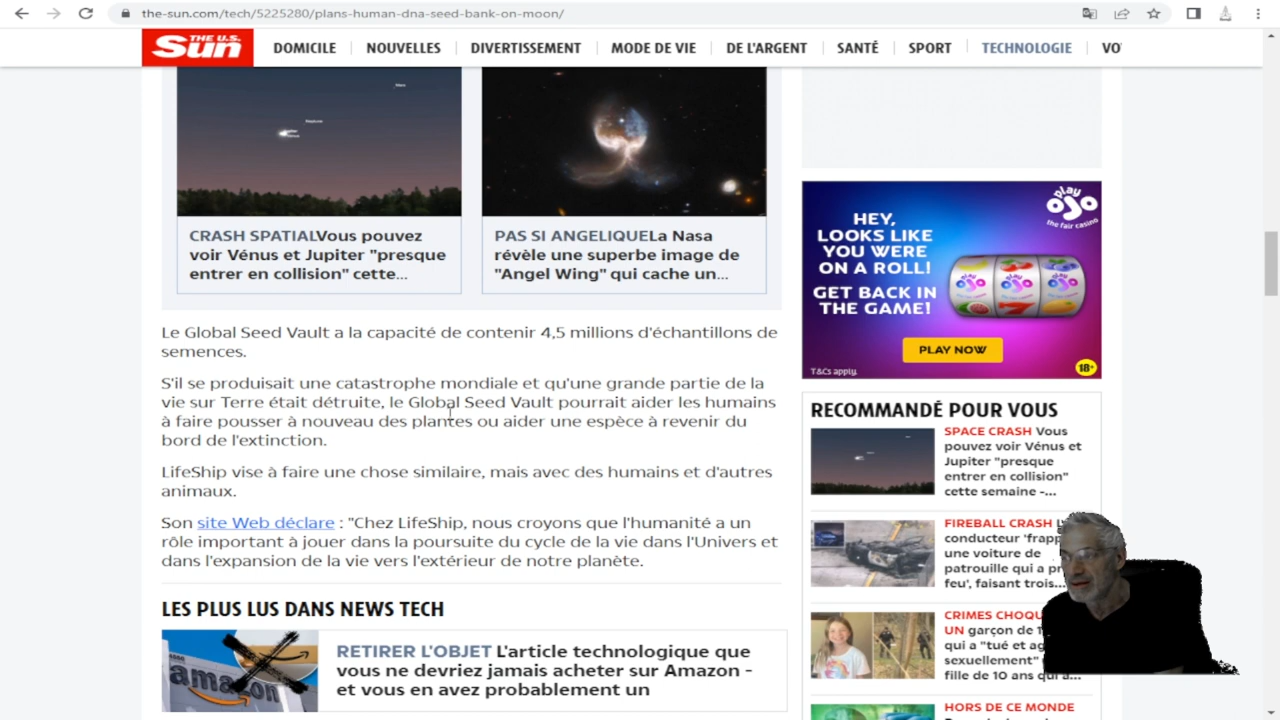 the-sun.com/tech/5225280/plans-human-dna-seed-bank-on-moon/
THE U.S. Sun
DOMICILE
NOUVELLES
DIVERTISSEMENT
MODE DE VIE
DE L'ARGENT
SANTÉ
SPORT
TECHNOLOGIE
CRASH SPATIALVous pouvez
voir Vénus et Jupiter "presque
entrer en collision" cette...
PAS SI ANGELIQUELa Nasa
révèle une superbe image de
"Angel Wing" qui cache un...
Le Global Seed Vault a la capacité de contenir 4,5 millions d'échantillons de
semences.
S'il se produisait une catastrophe mondiale et qu'une grande partie de la
vie sur Terre était détruite, le Global Seed Vault pourrait aider les humains
à faire pousser à nouveau des plantes ou aider une espèce à revenir du
bord de l'extinction.
LifeShip vise à faire une chose similaire, mais avec des humains et d'autres
animaux.
Son site Web déclare : "Chez LifeShip, nous croyons que l'humanité a un
rôle important à jouer dans la poursuite du cycle de la vie dans l'Univers et
dans l'expansion de la vie vers l'extérieur de notre planète.
LES PLUS LUS DANS NEWS TECH
amazon
RETIRER L'OBJET L'article technologique que
vous ne devriez jamais acheter sur Amazon -
et vous en avez probablement un
play
OJO
the fair casino
HEY,
LOOKS LIKE
YOU WERE
ON A ROLL!
GET BACK IN
THE GAME!
PLAY NOW
T&Cs apply.
18+
RECOMMANDÉ POUR VOUS
SPACE CRASH Vous
pouvez voir Vénus et
Jupiter "presque
entrer en collision"
cette semaine -...
FIREBALL CRASH
conducteur 'frapp
une voiture de
patrouille qui a
feu', faisant trois...
CRIMES CHOQU
UN garçon de
qui a "tué et
sexuellement"
fille de 10 ans
HORS DE CE MONDE